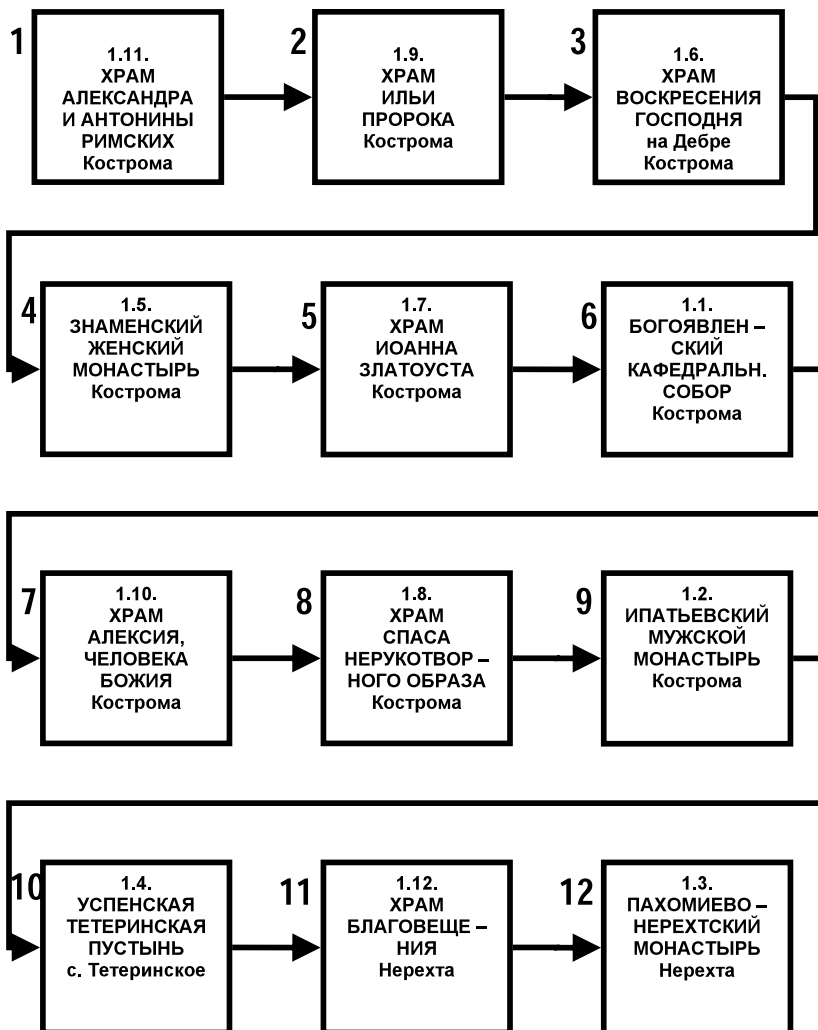 1
1.11.
ХРАМ
АЛЕКСАНДРА
И АНТОНИНЫ
РИМСКИХ
Кострома
2
1.9.
ХРАМ
ИЛЬИ
ПРОРОКА
Кострома
3
1.6.
ХРАМ
ВОСКРЕСЕНИЯ
ГОСПОДНЯ
на Дебре
Кострома
4
1.5.
ЗНАМЕНСКИЙ
ЖЕНСКИЙ
МОНАСТЫРЬ
Кострома
5
1.7.
ХРАМ
ИОАННА
ЗЛАТОУСТА
Кострома
6
1.1.
БОГОЯВЛЕН –
СКИЙ
КАФЕДРАЛЬН.
СОБОР
Кострома
7
1.10.
ХРАМ
АЛЕКСИЯ,
ЧЕЛОВЕКА
БОЖИЯ
Кострома
8
1.8.
ХРАМ
СПАСА
НЕРУКОТВОР –
НОГО ОБРАЗА
Кострома
9
1.2.
ИПАТЬЕВСКИЙ
МУЖСКОЙ
МОНАСТЫРЬ
Кострома
10
1.4.
УСПЕНСКАЯ
ТЕТЕРИНСКАЯ
ПУСТЫНЬ
с. Тетеринское
11
1.12.
ХРАМ
БЛАГОВЕЩЕ –
НИЯ
Нерехта
12
1.3.
ПАХОМИЕВО –
НЕРЕХТСКИЙ
МОНАСТЫРЬ
Нерехта